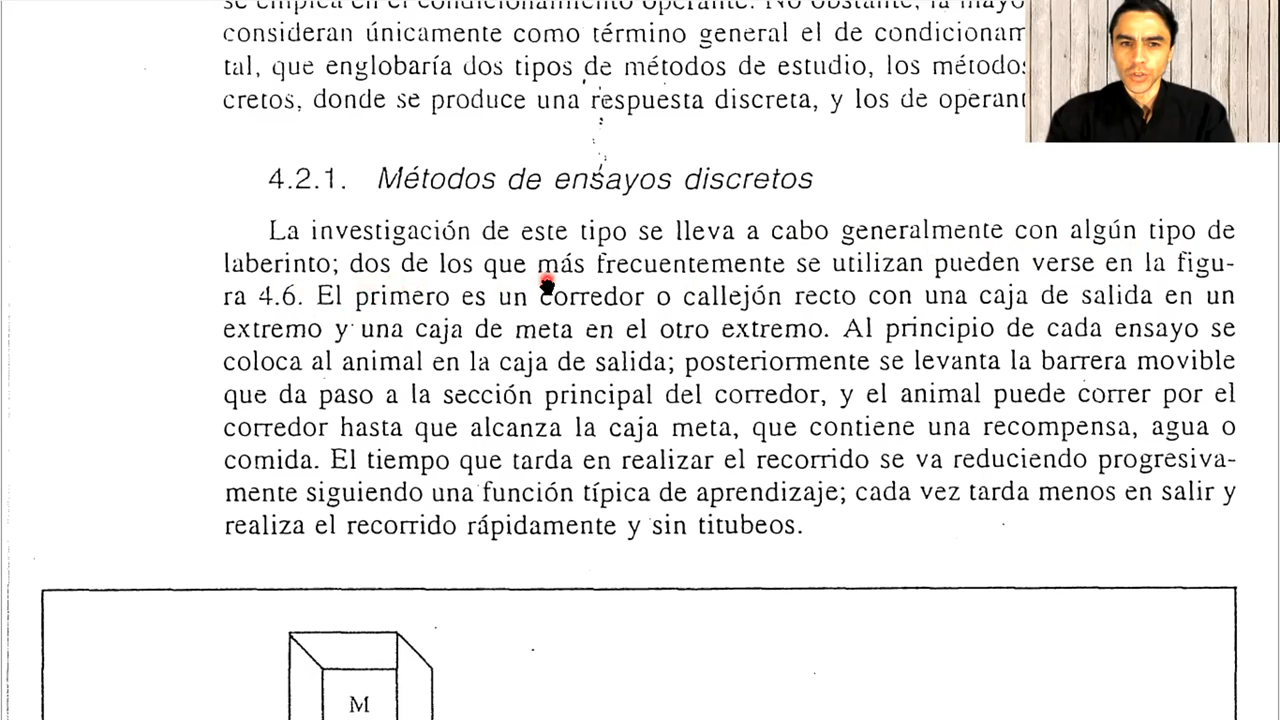 se emplea en el condicionamiento operante. No obstante, la mayo
consideran únicamente como término general el de condicionam
tal, que englobaría dos tipos de métodos de estudio, los métodos
cretos, donde se produce una respuesta discreta, y los de operant
4.2.1. Métodos de ensayos discretos
La investigación de este tipo se lleva a cabo generalmente con algún tipo de
laberinto; dos de los que más frecuentemente se utilizan pueden verse en la figu-
ra 4.6. El primero es un corredor o callejón recto con una caja de salida en un
extremo y una caja de meta en el otro extremo. Al principio de cada ensayo se
coloca al animal en la caja de salida; posteriormente se levanta la barrera movible
que da paso a la sección principal del corredor, y el animal puede correr por el
corredor hasta que alcanza la caja meta, que contiene una recompensa, agua o
comida. El tiempo que tarda en realizar el recorrido se va reduciendo progresiva-
mente siguiendo una función típica de aprendizaje; cada vez tarda menos en salir y
realiza el recorrido rápidamente y sin titubeos.
M